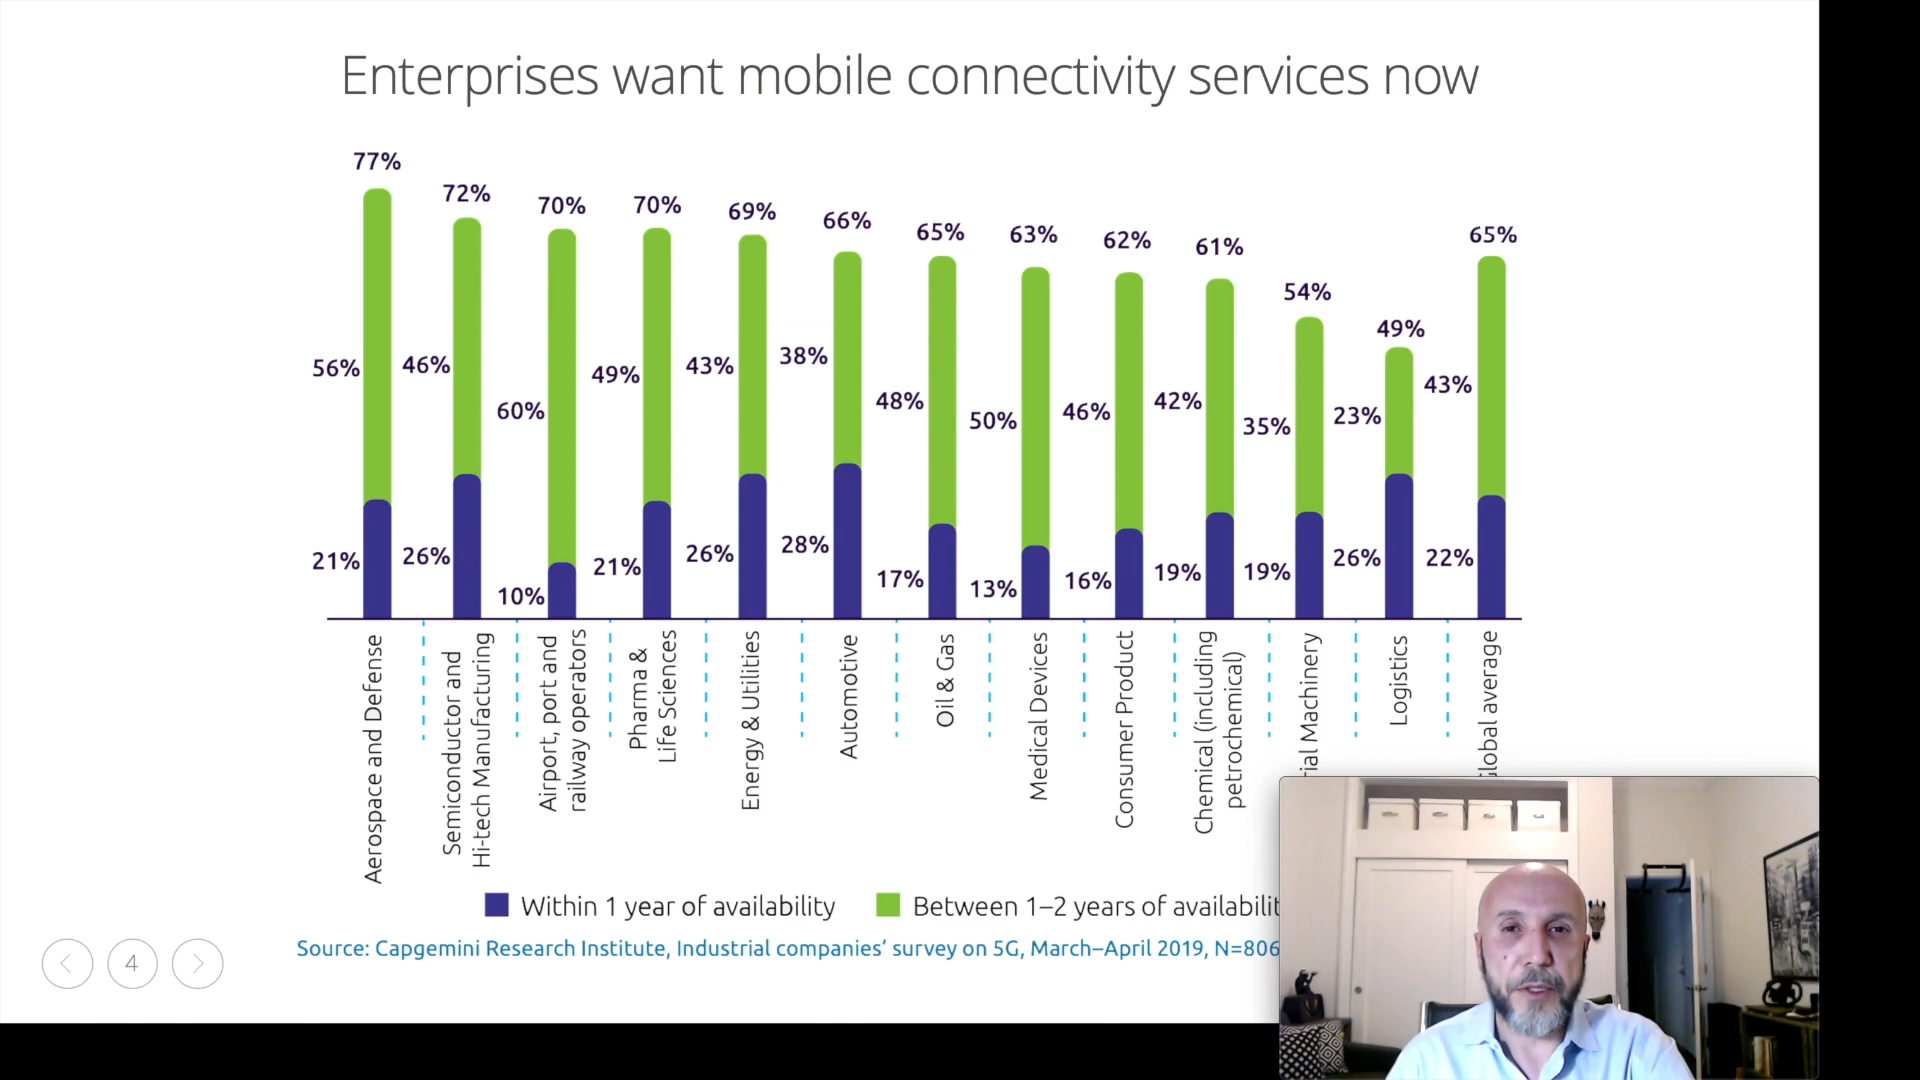 Enterprises want mobile connectivity services now
77%
72%
70%
70%
69%
66%
65%
63%
62%
61%
54%
49%
65%
56%
46%
60%
49%
43%
38%
48%
50%
46%
42%
35%
23%
43%
21%
26%
10%
21%
26%
28%
17%
13%
16%
19%
19%
26%
22%
Aerospace and Defense
Semiconductor and
Hi-tech Manufacturing
Airport, port and
railway operators
Pharma &
Life Sciences
Energy & Utilities
Automotive
Oil & Gas
Medical Devices
Consumer Product
Chemical (including
petrochemical)
Machinery
Logistics
average
Within 1 year of availability
Between 1–2 years of
Source: Capgemini Research Institute, Industrial companies’ survey on 5G, March–April 2019, N=806
4